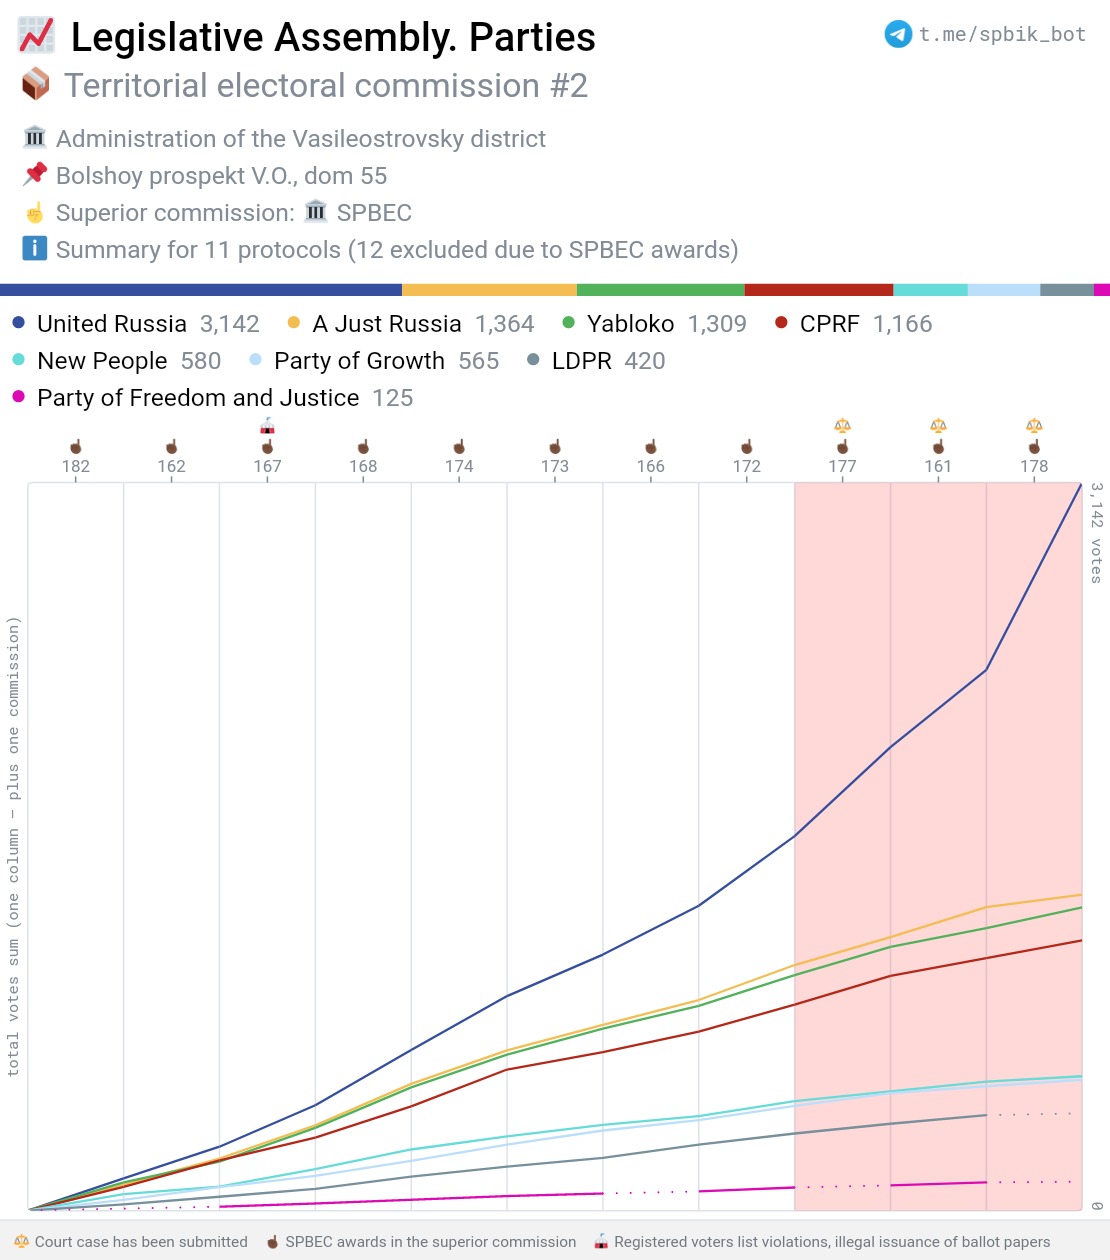 Legislative Assembly. Parties
t.me/spbik_bot
Territorial electoral commission #2
Administration of the Vasileostrovsky district
Bolshoy prospekt V.O., dom 55
Superior commission: SPBEC
Summary for 11 protocols (12 excluded due to SPBEC awards)
United Russia 3,142 A Just Russia 1,364 Yabloko 1,309 CPRF 1,166
New People 580 Party of Growth 565 LDPR 420
Party of Freedom and Justice 125
182 162 167 168 174 173 166 172 177 161 178
3,142 votes
total votes sum (one column – plus one commission)
0
Court case has been submitted SPBEC awards in the superior commission Registered voters list violations, illegal issuance of ballot papers